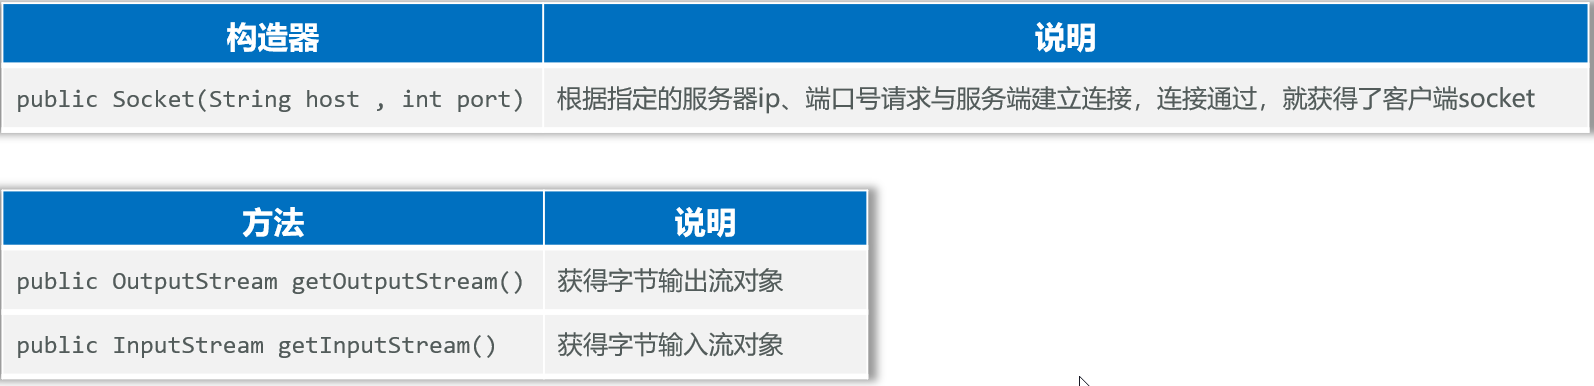 构造器 说明
public Socket(String host , int port) 根据指定的服务器ip、端口号请求与服务端建立连接，连接通过，就获得了客户端socket
方法 说明
public OutputStream getOutputStream() 获得字节输出流对象
public InputStream getInputStream() 获得字节输入流对象